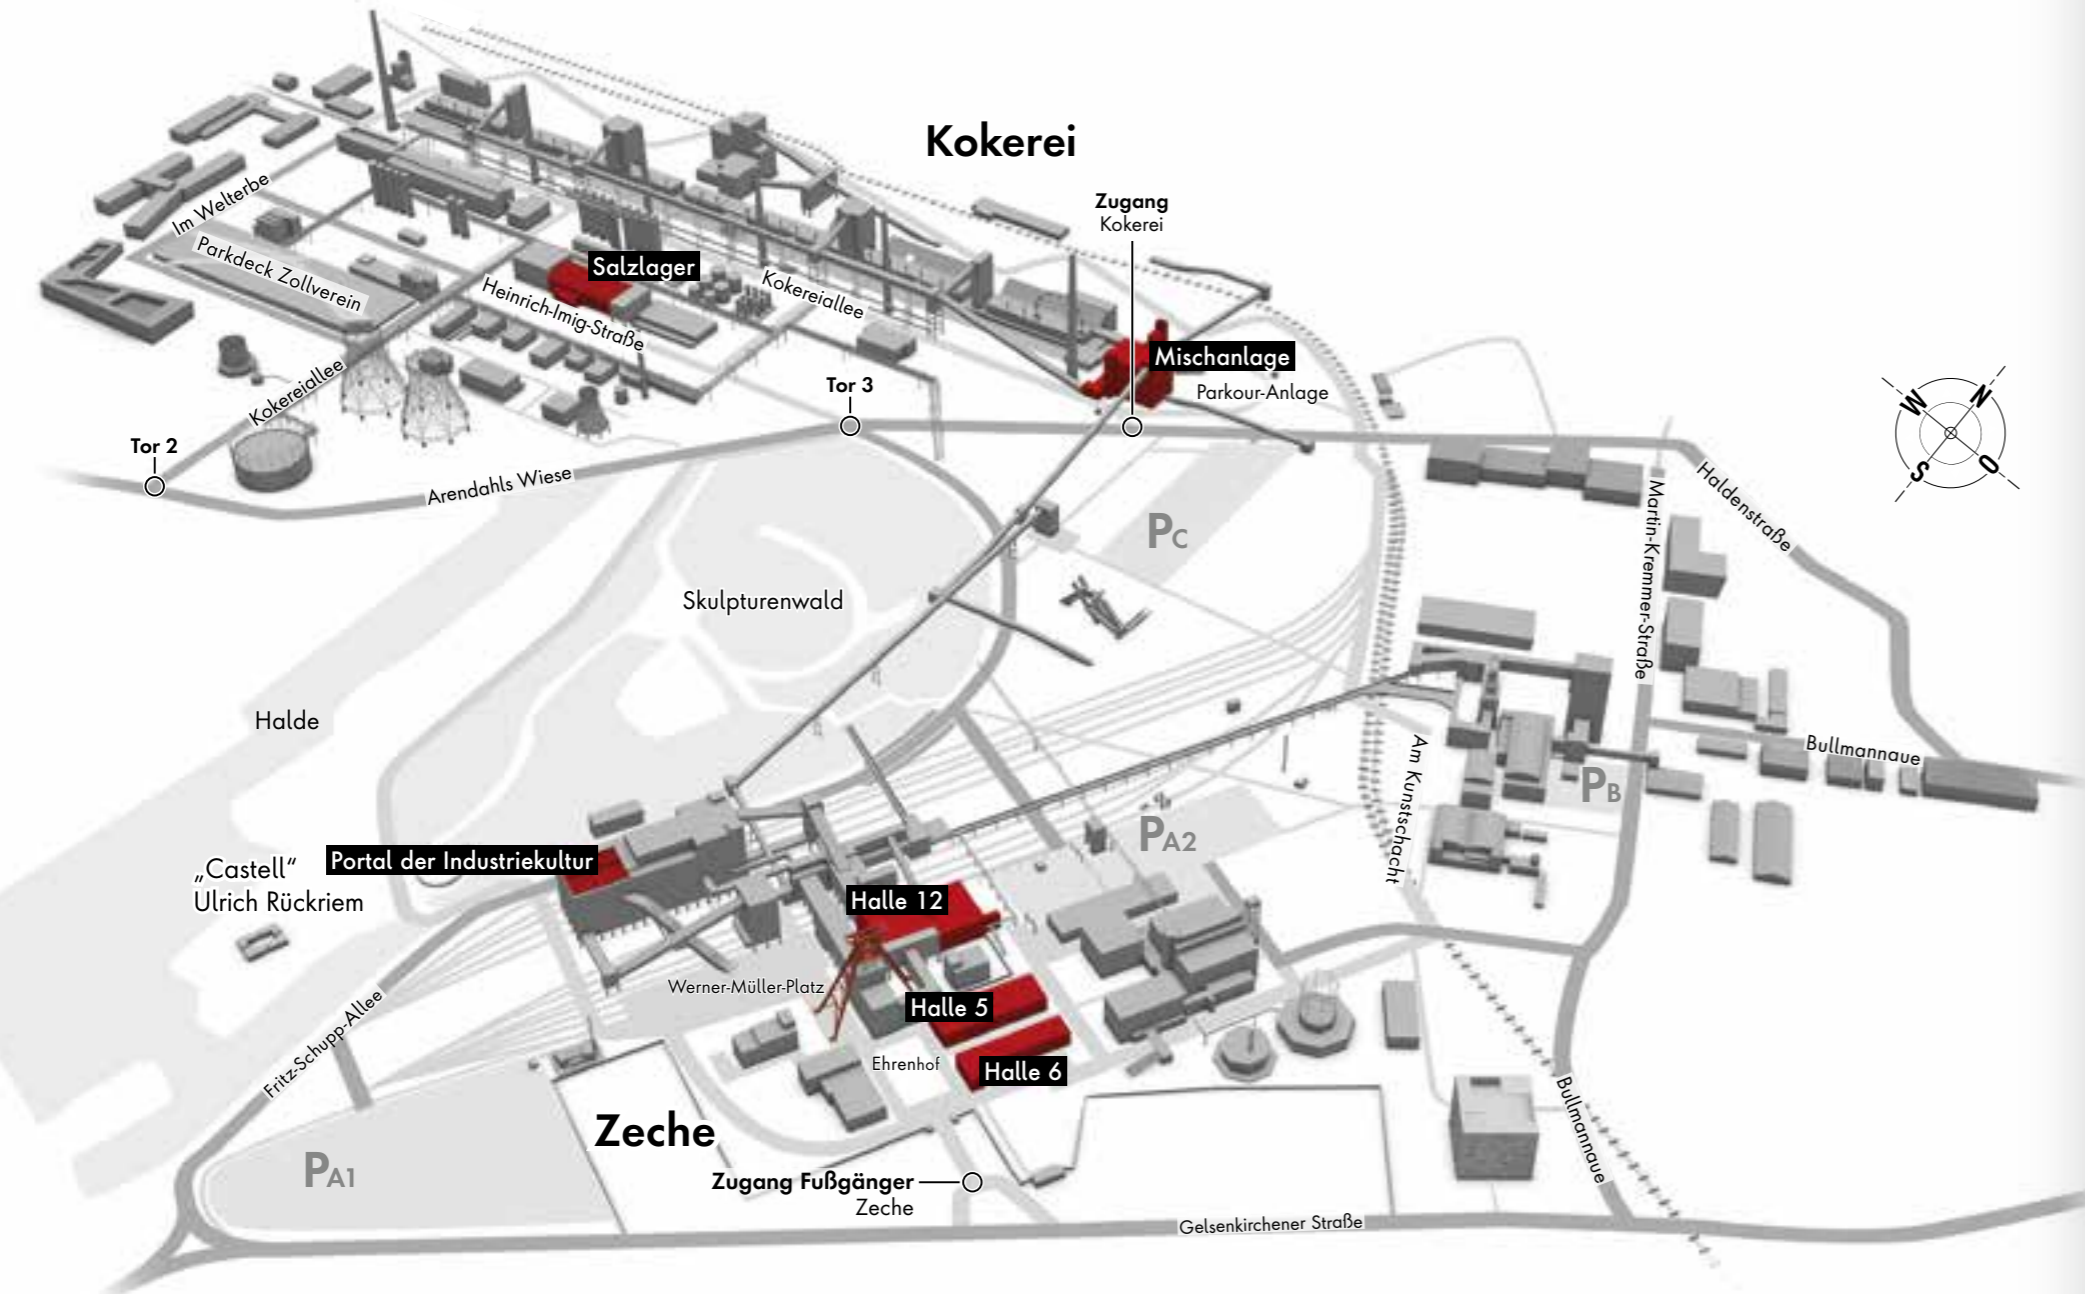 Kokerei
Zugang
Kokerei
Im Welterbe
Parkdeck Zollverein
Salzlager
Kokereiallee
Heinrich-Imig-Straße
Mischanlage
Parkour-Anlage
Kokereiallee
Tor 3
Tor 2
Arendahls Wiese
W
N
S
O
Haldenstraße
Martin-Kremmer-Straße
PC
Skulpturenwald
Halde
Bullmannaue
Am Kunstschacht
PB
PA2
„Castell“
Ulrich Rückriem
Portal der Industriekultur
Halle 12
Werner-Müller-Platz
Halle 5
Fritz-Schupp-Allee
Ehrenhof
Halle 6
Bullmannaue
Zeche
PA1
Zugang Fußgänger
Zeche
Gelsenkirchener Straße